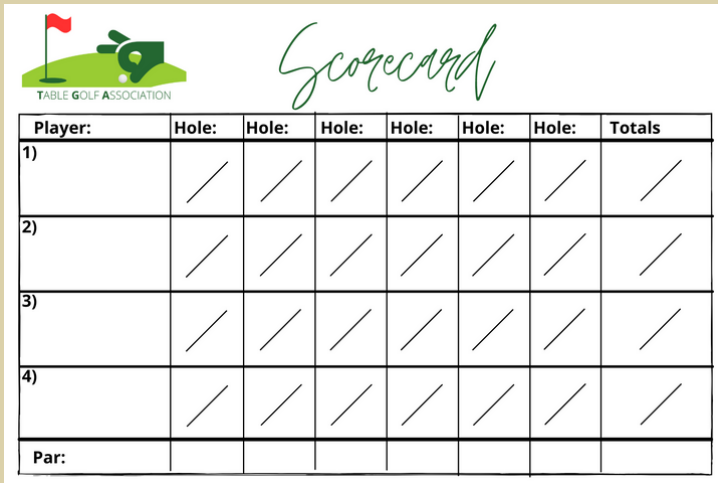 Scorecard
TABLE GOLF ASSOCIATION
Player: Hole: Hole: Hole: Hole: Hole: Hole: Totals
1)
2)
3)
4)
Par: